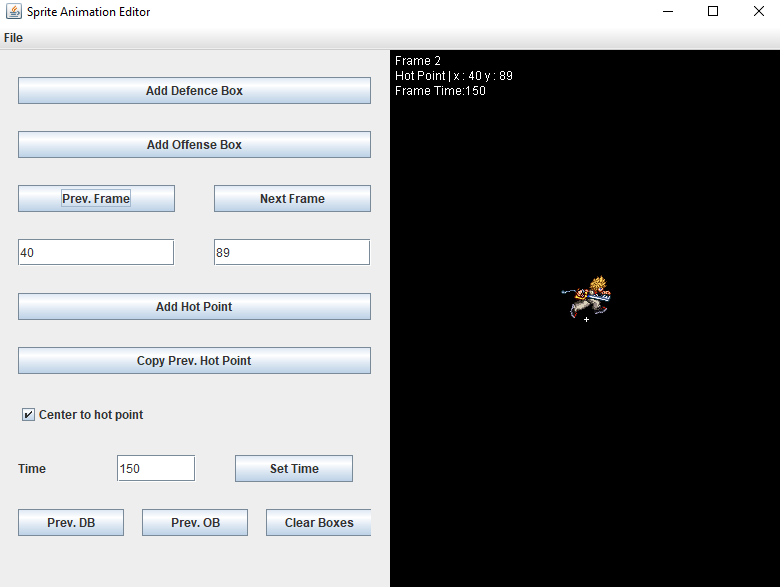 Sprite Animation Editor
File
Add Defence Box
Add Offense Box
Prev. Frame Next Frame
40 89
Add Hot Point
Copy Prev. Hot Point
Center to hot point
Time 150 Set Time
Prev. DB Prev. OB Clear Boxes
Frame 2
Hot Point | x : 40 y : 89
Frame Time:150